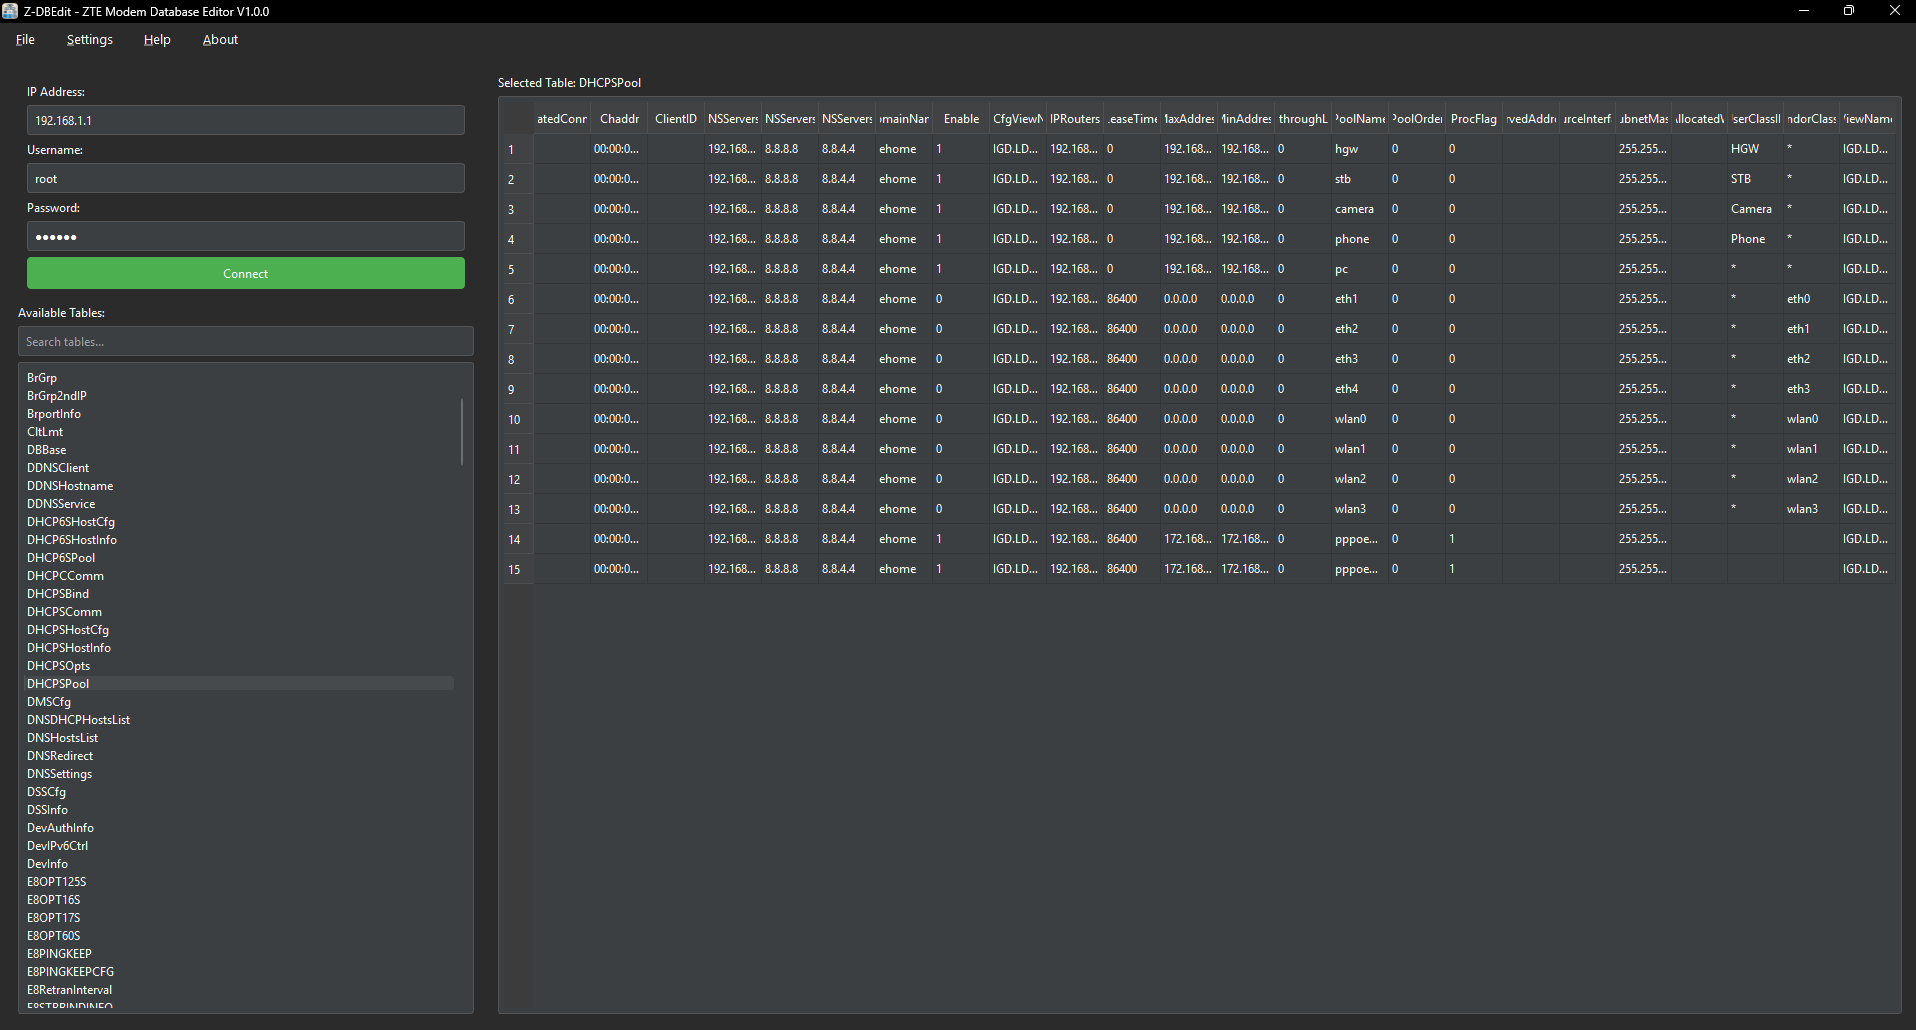 Z-DBEdit - ZTE Modem Database Editor V1.0.0
File Settings Help About
IP Address:
192.168.1.1
Username:
root
Password:
••••••
Connect
Available Tables:
Search tables...
BrGrp
BrGrp2ndIP
BrportInfo
CltLmt
DBBase
DDNSClient
DDNSHostname
DDNSService
DHCP6SHostCfg
DHCP6SHostInfo
DHCP6SPool
DHCPCComm
DHCPSBind
DHCPSComm
DHCPSHostCfg
DHCPSHostInfo
DHCPSOpts
DHCPSPool
DMSCfg
DNSDHCPHostsList
DNSHostsList
DNSRedirect
DNSSettings
DSSCfg
DSSInfo
DevAuthInfo
DevIPv6Ctrl
DevInfo
E8OPT125S
E8OPT16S
E8OPT17S
E8OPT60S
E8PINGKEEP
E8PINGKEEPCFG
E8RetranInterval
E8STBBINDINFO
Selected Table: DHCPSPool
atedConr Chaddr ClientID NSServers NSServers NSServers mainNar Enable CfgViewN IPRouters easeTime MaxAddres MinAddres throughL PoolName PoolOrder ProcFlag rvedAddre urceInterf ubnetMas llocatedV serClassI ndorClass ViewName
1 00:00:0... 192.168... 8.8.8.8 8.8.4.4 ehome 1 IGD.LD... 192.168... 0 192.168... 192.168... 0 hgw 0 0 255.255... HGW * IGD.LD...
2 00:00:0... 192.168... 8.8.8.8 8.8.4.4 ehome 1 IGD.LD... 192.168... 0 192.168... 192.168... 0 stb 0 0 255.255... STB * IGD.LD...
3 00:00:0... 192.168... 8.8.8.8 8.8.4.4 ehome 1 IGD.LD... 192.168... 0 192.168... 192.168... 0 camera 0 0 255.255... Camera * IGD.LD...
4 00:00:0... 192.168... 8.8.8.8 8.8.4.4 ehome 1 IGD.LD... 192.168... 0 192.168... 192.168... 0 phone 0 0 255.255... Phone * IGD.LD...
5 00:00:0... 192.168... 8.8.8.8 8.8.4.4 ehome 1 IGD.LD... 192.168... 0 192.168... 192.168... 0 pc 0 0 255.255... * * IGD.LD...
6 00:00:0... 192.168... 8.8.8.8 8.8.4.4 ehome 0 IGD.LD... 192.168... 86400 0.0.0.0 0.0.0.0 0 eth1 0 0 255.255... * eth0 IGD.LD...
7 00:00:0... 192.168... 8.8.8.8 8.8.4.4 ehome 0 IGD.LD... 192.168... 86400 0.0.0.0 0.0.0.0 0 eth2 0 0 255.255... * eth1 IGD.LD...
8 00:00:0... 192.168... 8.8.8.8 8.8.4.4 ehome 0 IGD.LD... 192.168... 86400 0.0.0.0 0.0.0.0 0 eth3 0 0 255.255... * eth2 IGD.LD...
9 00:00:0... 192.168... 8.8.8.8 8.8.4.4 ehome 0 IGD.LD... 192.168... 86400 0.0.0.0 0.0.0.0 0 eth4 0 0 255.255... * eth3 IGD.LD...
10 00:00:0... 192.168... 8.8.8.8 8.8.4.4 ehome 0 IGD.LD... 192.168... 86400 0.0.0.0 0.0.0.0 0 wlan0 0 0 255.255... * wlan0 IGD.LD...
11 00:00:0... 192.168... 8.8.8.8 8.8.4.4 ehome 0 IGD.LD... 192.168... 86400 0.0.0.0 0.0.0.0 0 wlan1 0 0 255.255... * wlan1 IGD.LD...
12 00:00:0... 192.168... 8.8.8.8 8.8.4.4 ehome 0 IGD.LD... 192.168... 86400 0.0.0.0 0.0.0.0 0 wlan2 0 0 255.255... * wlan2 IGD.LD...
13 00:00:0... 192.168... 8.8.8.8 8.8.4.4 ehome 0 IGD.LD... 192.168... 86400 0.0.0.0 0.0.0.0 0 wlan3 0 0 255.255... * wlan3 IGD.LD...
14 00:00:0... 192.168... 8.8.8.8 8.8.4.4 ehome 1 IGD.LD... 192.168... 86400 172.168... 172.168... 0 pppoe... 0 1 255.255... IGD.LD...
15 00:00:0... 192.168... 8.8.8.8 8.8.4.4 ehome 1 IGD.LD... 192.168... 86400 172.168... 172.168... 0 pppoe... 0 1 255.255... IGD.LD...